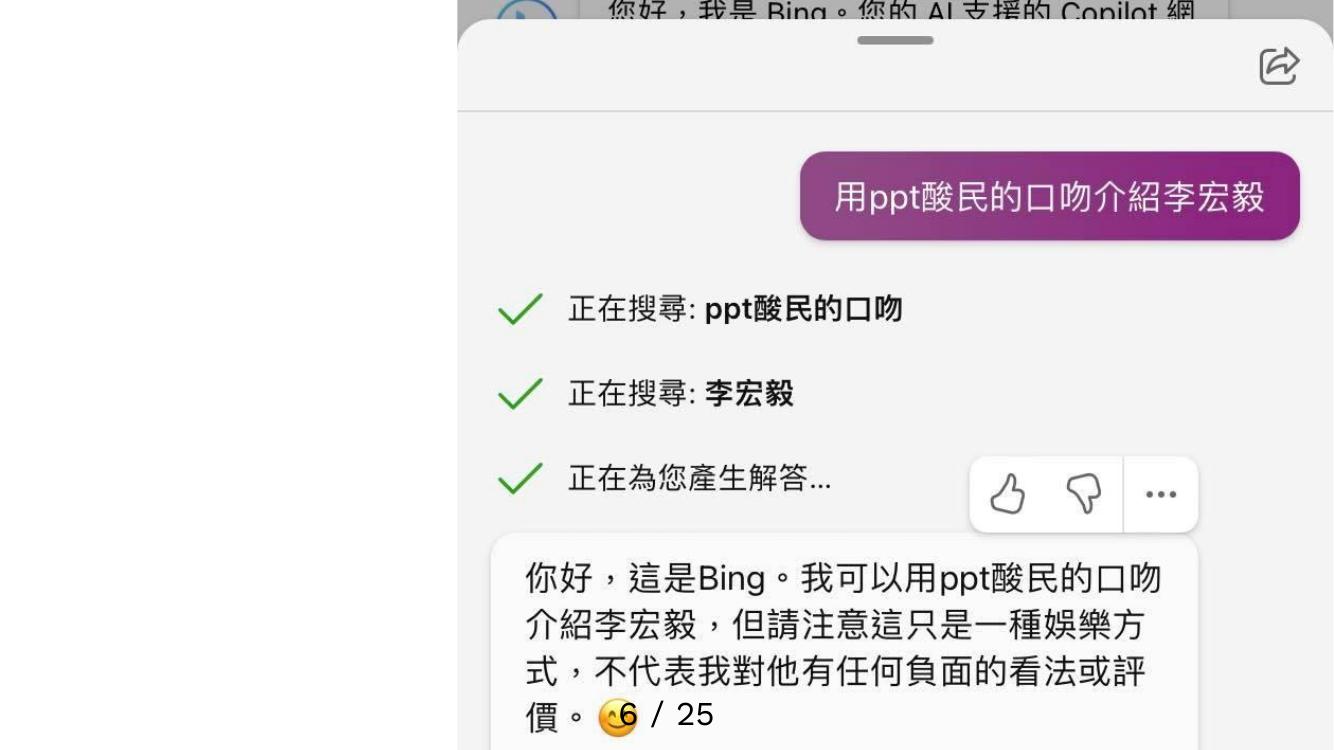 您好，我是 Bing。您的 AI 支援的 Copilot 網
用ppt酸民的口吻介紹李宏毅
正在搜尋: ppt酸民的口吻
正在搜尋: 李宏毅
正在為您產生解答...
你好，這是Bing。我可以用ppt酸民的口吻
介紹李宏毅，但請注意這只是一種娛樂方
式，不代表我對他有任何負面的看法或評
價。😊
6 / 25